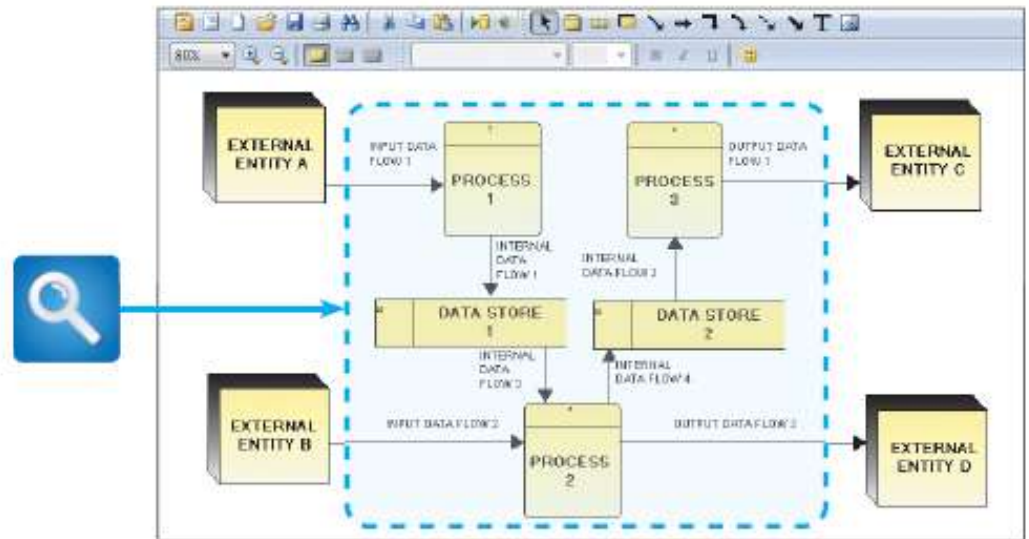 80%
T
EXTERNAL
ENTITY A
INPUT DATA
FLOW 1
PROCESS
1
PROCESS
3
OUTPUT DATA
FLOW 1
EXTERNAL
ENTITY C
INTERNAL
DATA
FLOW 1
INTERNAL
DATA FLOW 3
DATA STORE
1
DATA STORE
2
INTERNAL
DATA
FLOW 2
INTERNAL
DATA FLOW 4
EXTERNAL
ENTITY B
INPUT DATA FLOW 2
PROCESS
2
OUTPUT DATA FLOW 2
EXTERNAL
ENTITY D